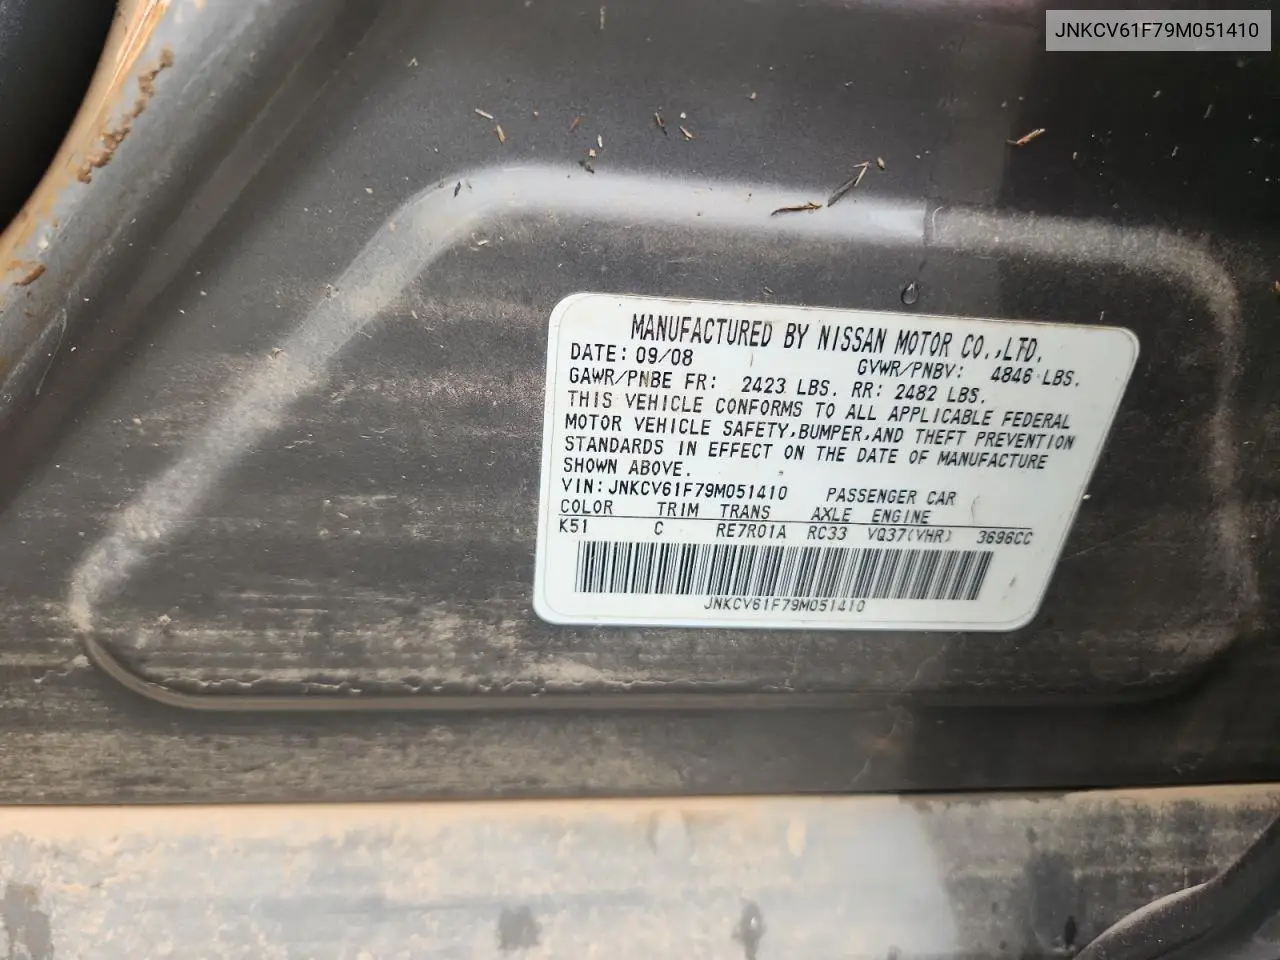 JNKCV61F79M051410
MANUFACTURED BY NISSAN MOTOR CO.,LTD.
DATE: 09/08 GVWR/PNBV: 4846 LBS.
GAWR/PNBE FR: 2423 LBS. RR: 2482 LBS.
THIS VEHICLE CONFORMS TO ALL APPLICABLE FEDERAL
MOTOR VEHICLE SAFETY,BUMPER,AND THEFT PREVENTION
STANDARDS IN EFFECT ON THE DATE OF MANUFACTURE
SHOWN ABOVE.
VIN: JNKCV61F79M051410 PASSENGER CAR
COLOR TRIM TRANS AXLE ENGINE
K51 C RE7R01A RC33 VQ37(VHR) 3696CC
JNKCV61F79M051410